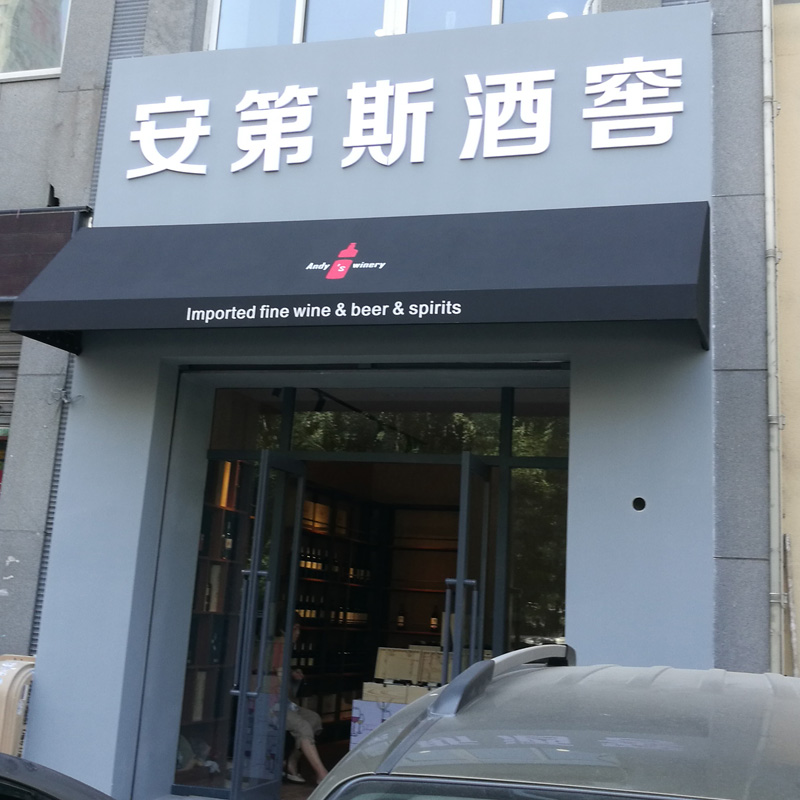 安第斯酒窖
Andy's winery
Imported fine wine & beer & spirits